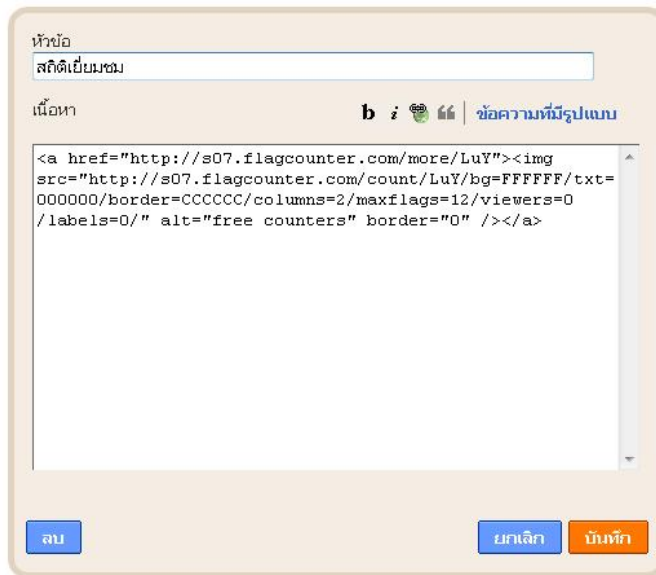 หัวข้อ
สถิติเยี่ยมชม
เนื้อหา
b i ❝ ข้อความที่มีรูปแบบ
<a href="http://s07.flagcounter.com/more/LuY"><img
src="http://s07.flagcounter.com/count/LuY/bg=FFFFFF/txt=
000000/border=CCCCCC/columns=2/maxflags=12/viewers=0
/labels=0/" alt="free counters" border="0" /></a>
ลบ ยกเลิก บันทึก